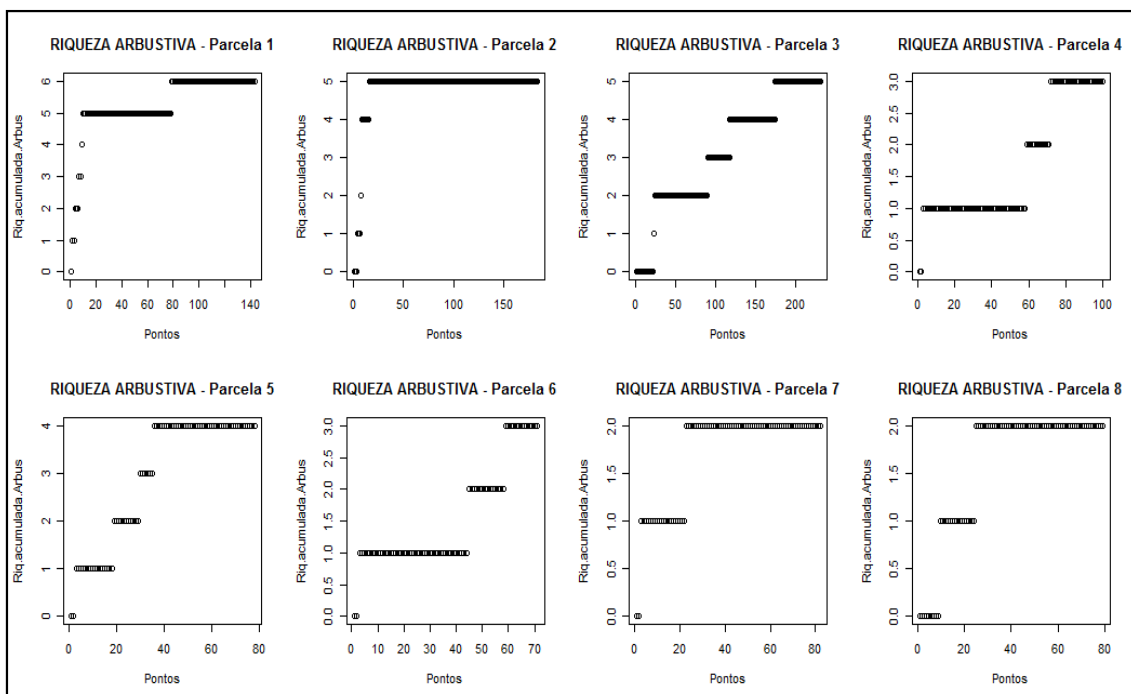 RIQUEZA ARBUSTIVA - Parcela 1
Riq.acumulada.Arbus
0 1 2 3 4 5 6
0 20 40 60 80 100 140
Pontos
RIQUEZA ARBUSTIVA - Parcela 2
Riq.acumulada.Arbus
0 1 2 3 4 5
0 50 100 150
Pontos
RIQUEZA ARBUSTIVA - Parcela 3
Riq.acumulada.Arbus
0 1 2 3 4 5
0 50 100 150 200
Pontos
RIQUEZA ARBUSTIVA - Parcela 4
Riq.acumulada.Arbus
0.0 0.5 1.0 1.5 2.0 2.5 3.0
0 20 40 60 80 100
Pontos
RIQUEZA ARBUSTIVA - Parcela 5
Riq.acumulada.Arbus
0 1 2 3 4
0 20 40 60 80
Pontos
RIQUEZA ARBUSTIVA - Parcela 6
Riq.acumulada.Arbus
0.0 0.5 1.0 1.5 2.0 2.5 3.0
0 10 20 30 40 50 60 70
Pontos
RIQUEZA ARBUSTIVA - Parcela 7
Riq.acumulada.Arbus
0.0 0.5 1.0 1.5 2.0
0 20 40 60 80
Pontos
RIQUEZA ARBUSTIVA - Parcela 8
Riq.acumulada.Arbus
0.0 0.5 1.0 1.5 2.0
0 20 40 60 80
Pontos